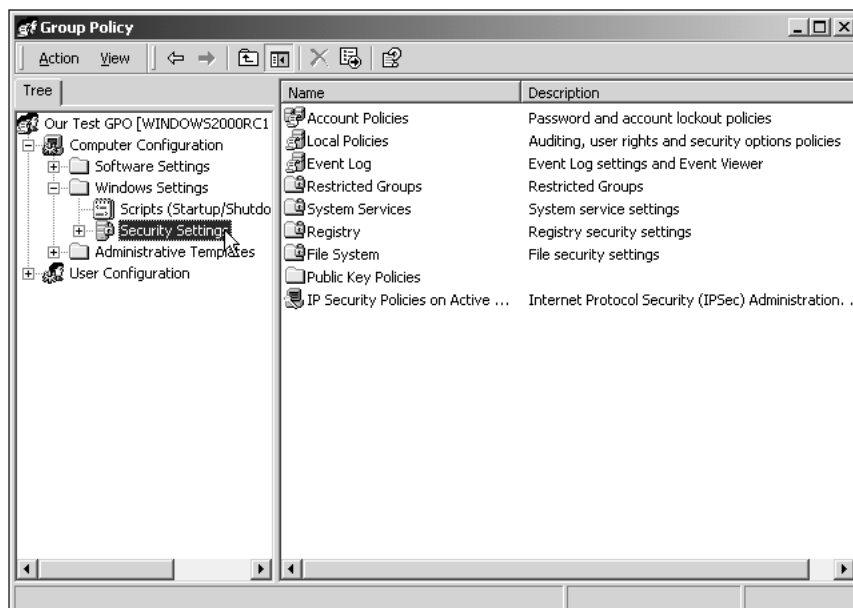 Group Policy
Action View
Tree
Name Description
Our Test GPO [WINDOWS2000RC1
Computer Configuration
Software Settings
Windows Settings
Scripts (Startup/Shutdo
Security Settings
Administrative Templates
User Configuration
Account Policies Password and account lockout policies
Local Policies Auditing, user rights and security options policies
Event Log Event Log settings and Event Viewer
Restricted Groups Restricted Groups
System Services System service settings
Registry Registry security settings
File System File security settings
Public Key Policies
IP Security Policies on Active ... Internet Protocol Security (IPSec) Administration. .